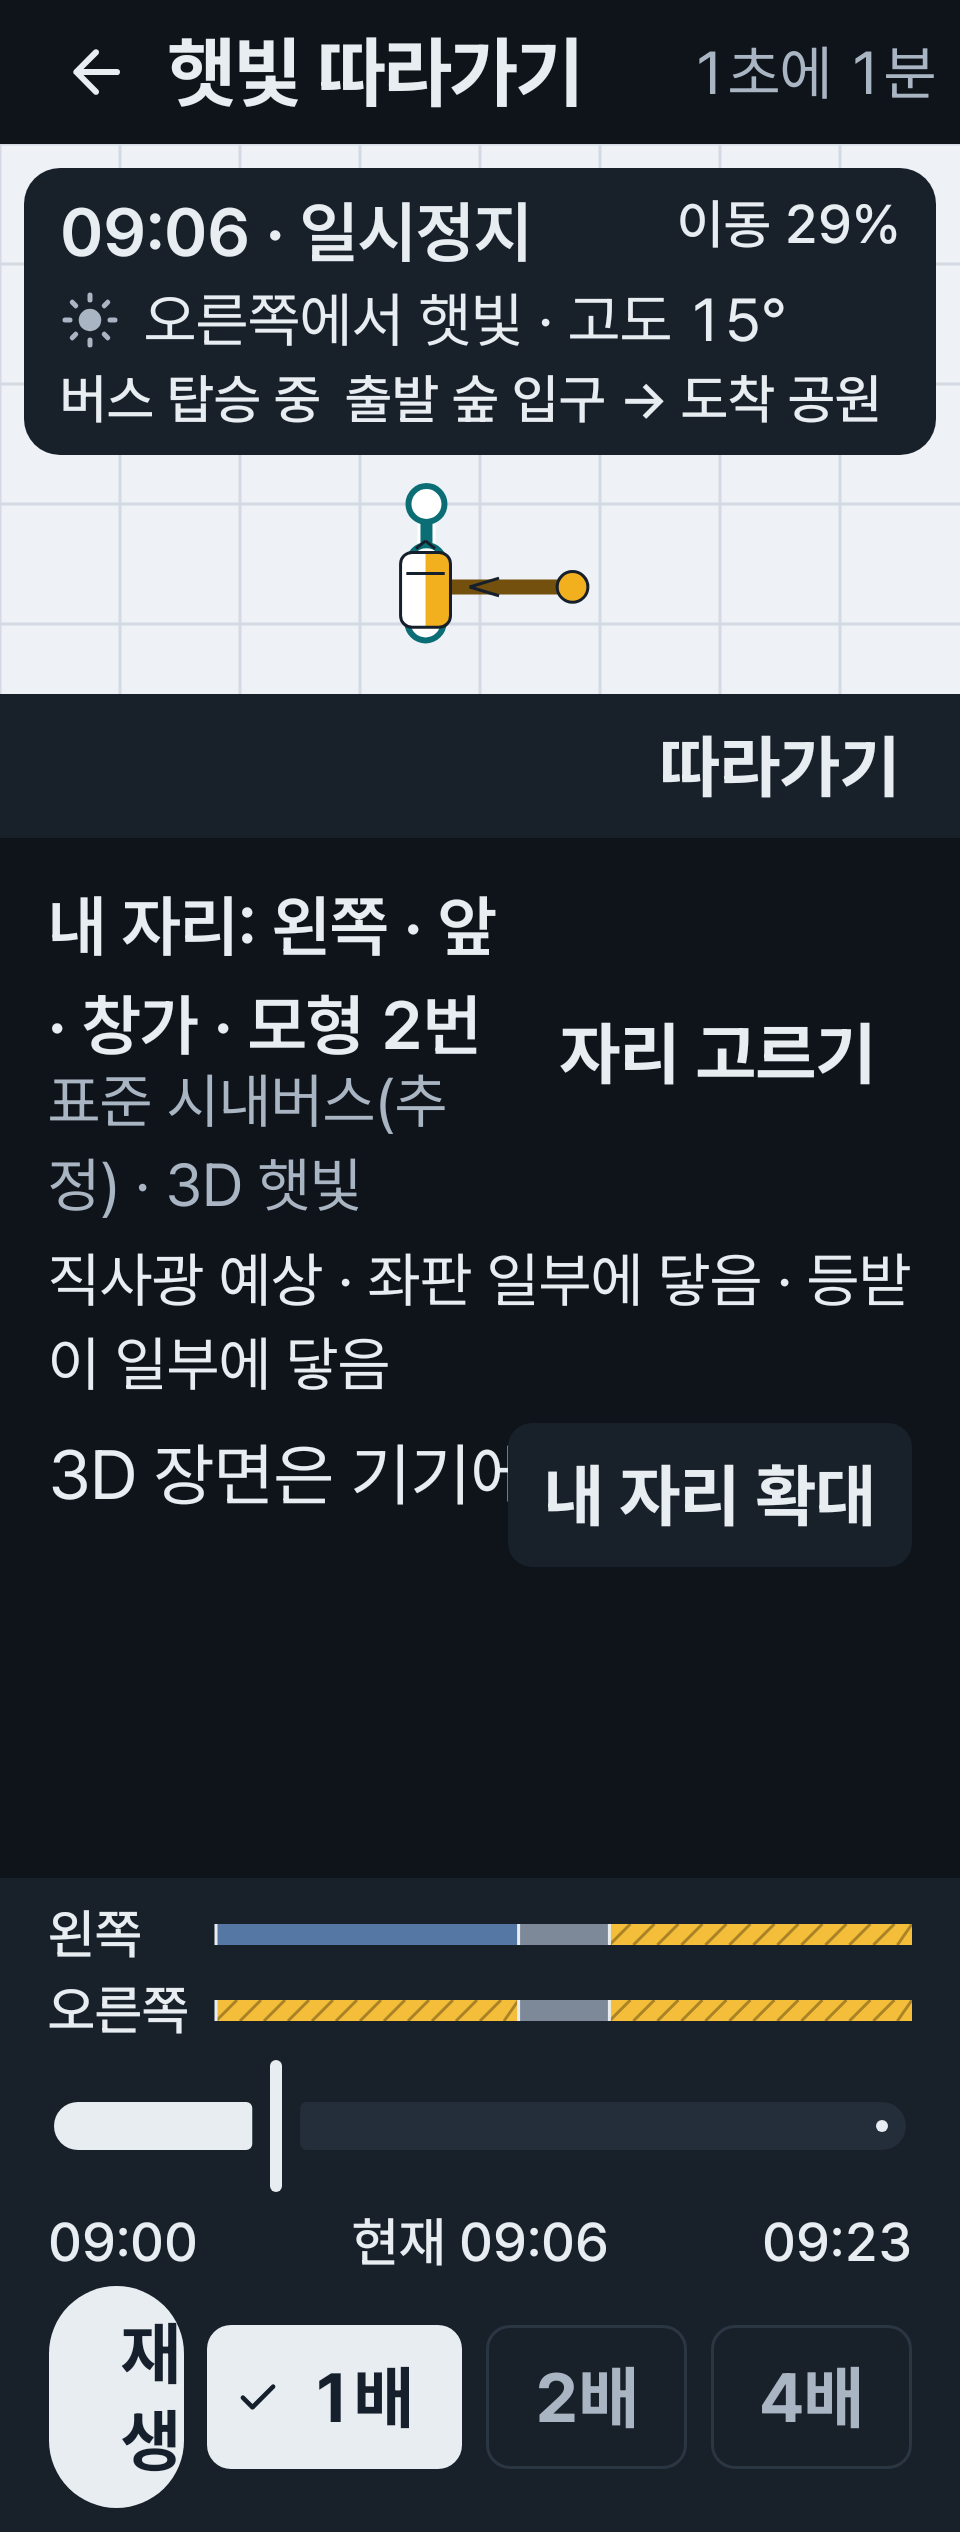 햇빛 따라가기
1초에 1분
09:06 · 일시정지
이동 29%
오른쪽에서 햇빛 · 고도 15°
버스 탑승 중 출발 숲 입구 → 도착 공원
따라가기
내 자리: 왼쪽 · 앞
· 창가 · 모형 2번
자리 고르기
표준 시내버스(추
정) · 3D 햇빛
직사광 예상 · 좌판 일부에 닿음 · 등받
이 일부에 닿음
3D 장면은 기기에
내 자리 확대
왼쪽
오른쪽
09:00
현재 09:06
09:23
재
생
1배
2배
4배